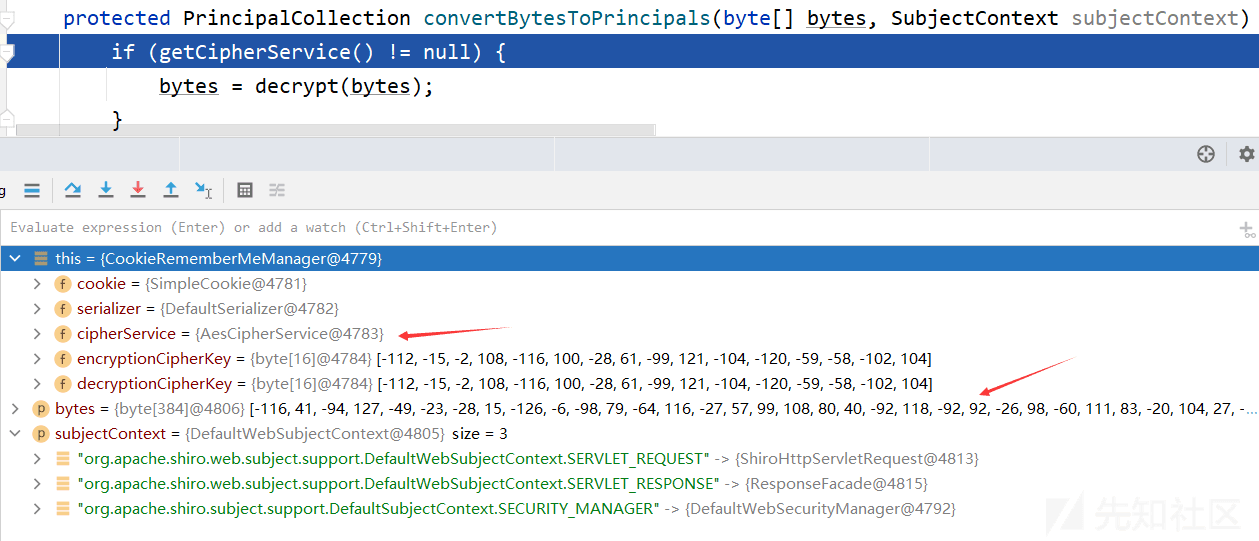 protected PrincipalCollection convertBytesToPrincipals(byte[] bytes, SubjectContext subjectContext)
if (getCipherService() != null) {
bytes = decrypt(bytes);
}
g
Evaluate expression (Enter) or add a watch (Ctrl+Shift+Enter)
this = {CookieRememberMeManager@4779}
f cookie = {SimpleCookie@4781}
f serializer = {DefaultSerializer@4782}
f cipherService = {AesCipherService@4783}
f encryptionCipherKey = {byte[16]@4784} [-112, -15, -2, 108, -116, 100, -28, 61, -99, 121, -104, -120, -59, -58, -102, 104]
f decryptionCipherKey = {byte[16]@4784} [-112, -15, -2, 108, -116, 100, -28, 61, -99, 121, -104, -120, -59, -58, -102, 104]
p bytes = {byte[384]@4806} [-116, 41, -94, 127, -49, -23, -28, 15, -126, -6, -98, 79, -64, 116, -27, 57, 99, 108, 80, 40, -92, 118, -92, 92, -26, 98, -60, 111, 83, -20, 104, 27, -...
p subjectContext = {DefaultWebSubjectContext@4805} size = 3
"org.apache.shiro.web.subject.support.DefaultWebSubjectContext.SERVLET_REQUEST" -> {ShiroHttpServletRequest@4813}
"org.apache.shiro.web.subject.support.DefaultWebSubjectContext.SERVLET_RESPONSE" -> {ResponseFacade@4815}
"org.apache.shiro.subject.support.DefaultSubjectContext.SECURITY_MANAGER" -> {DefaultWebSecurityManager@4792}
先知社区